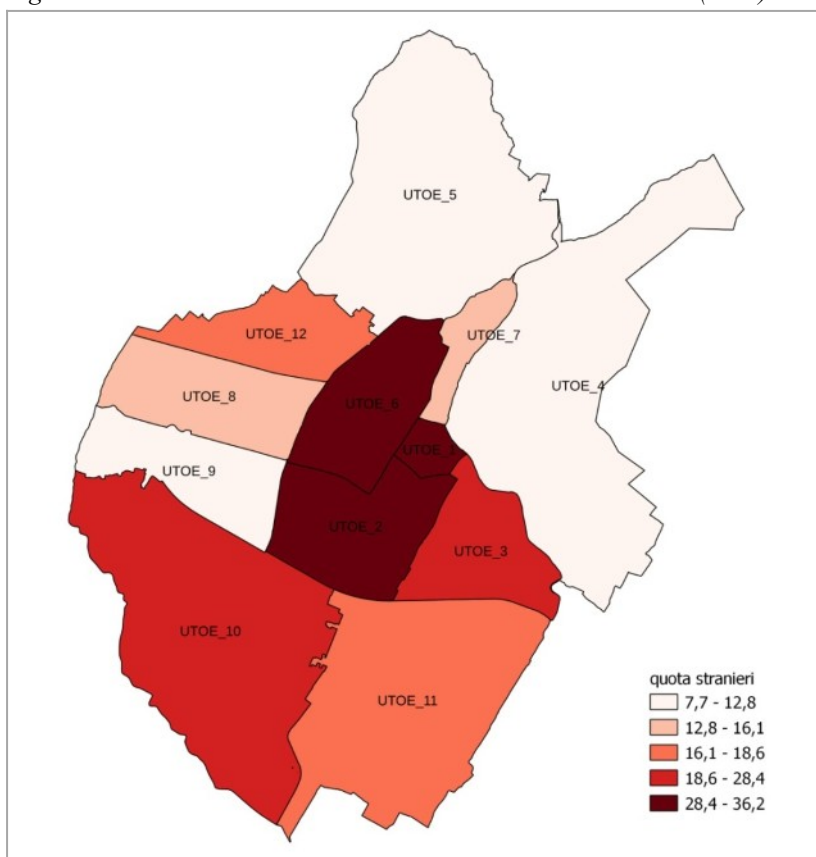 UTOE_5
UTOE_7
UTOE_12
UTOE_4
UTOE_8
UTOE_6
UTOE_1
UTOE_9
UTOE_2
UTOE_3
UTOE_10
UTOE_11
quota stranieri
7,7 - 12,8
12,8 - 16,1
16,1 - 18,6
18,6 - 28,4
28,4 - 36,2